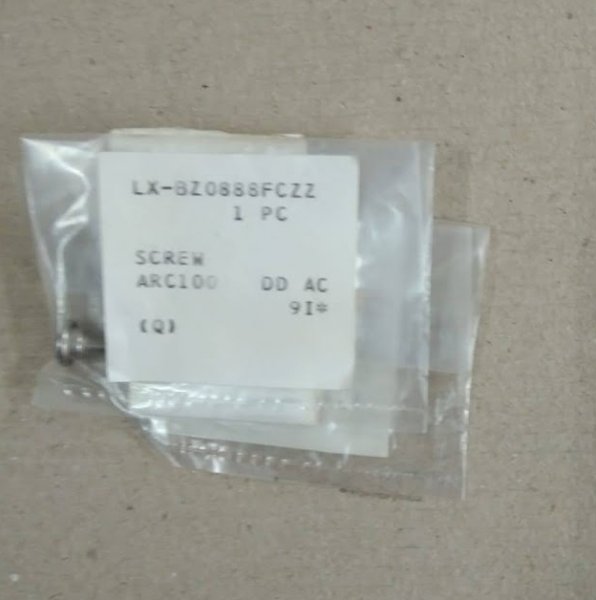 LX-BZ0888FCZZ
1 PC
SCREW
ARC100 DD AC
9I*
(Q)